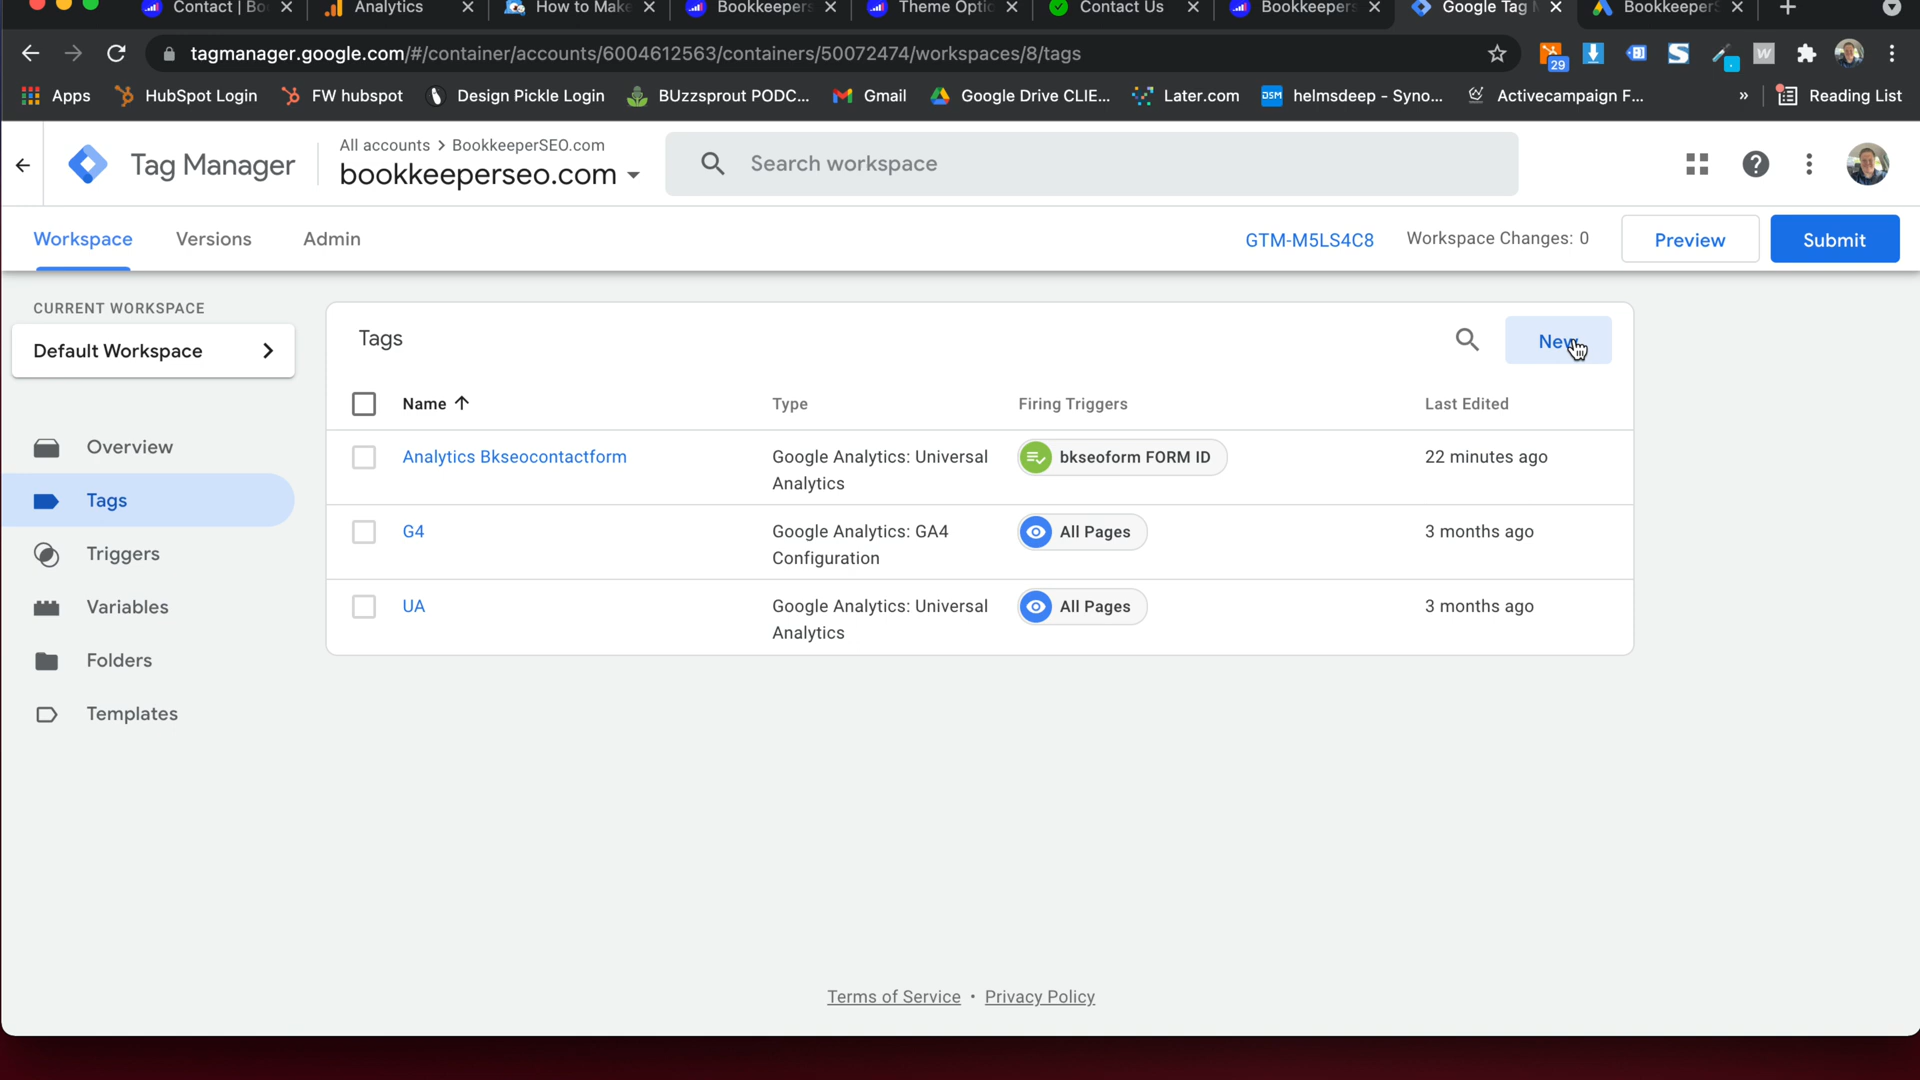 Contact | Bo
Analytics
How to Make
Bookkeepers
Theme Optio
Contact Us
Bookkeepers
Google Tag M
BookkeeperS
tagmanager.google.com/#/container/accounts/6004612563/containers/50072474/workspaces/8/tags
29
Apps
HubSpot Login
FW hubspot
Design Pickle Login
BUzzsprout PODC...
Gmail
Google Drive CLIE...
Later.com
DSM
helmsdeep - Syno...
Activecampaign F...
»
Reading List
Tag Manager
All accounts > BookkeeperSEO.com
bookkeeperseo.com
Search workspace
Workspace
Versions
Admin
GTM-M5LS4C8
Workspace Changes: 0
Preview
Submit
CURRENT WORKSPACE
Default Workspace
Overview
Tags
Triggers
Variables
Folders
Templates
Tags
New
Name
Type
Firing Triggers
Last Edited
Analytics Bkseocontactform
Google Analytics: Universal
Analytics
bkseoform FORM ID
22 minutes ago
G4
Google Analytics: GA4
Configuration
All Pages
3 months ago
UA
Google Analytics: Universal
Analytics
All Pages
3 months ago
Terms of Service • Privacy Policy